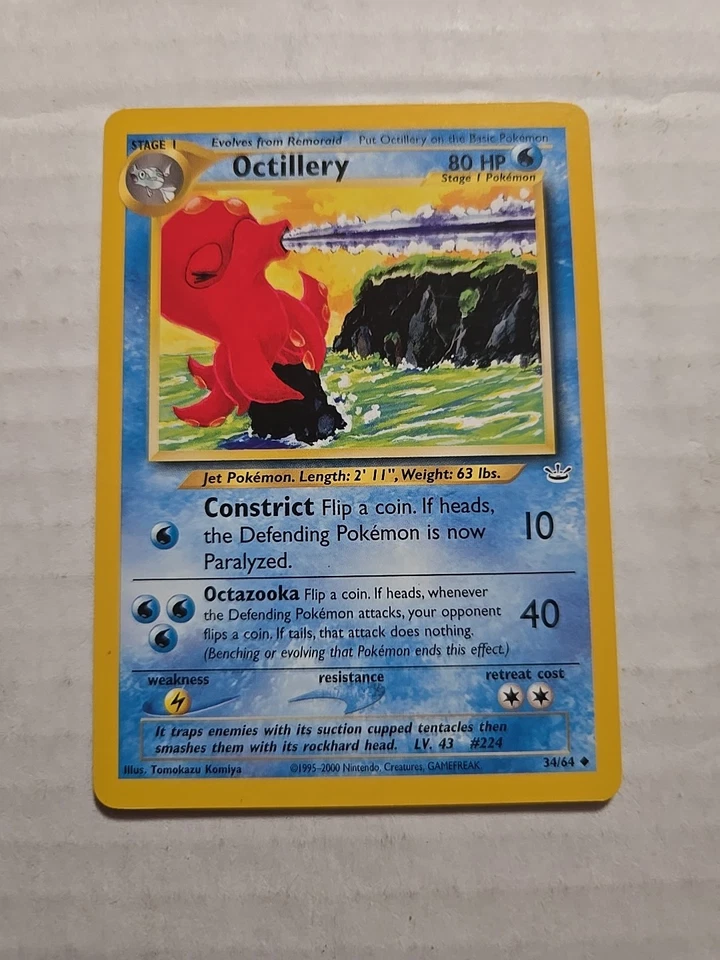 STAGE 1 Evolves from Remoraid Put Octillery on the Basic Pokémon
Octillery 80 HP
Stage 1 Pokémon
Jet Pokémon. Length: 2' 11", Weight: 63 lbs.
Constrict Flip a coin. If heads,
the Defending Pokémon is now 10
Paralyzed.
Octazooka Flip a coin. If heads, whenever
the Defending Pokémon attacks, your opponent 40
flips a coin. If tails, that attack does nothing.
(Benching or evolving that Pokémon ends this effect.)
weakness resistance retreat cost
It traps enemies with its suction cupped tentacles then
smashes them with its rockhard head. LV. 43 #224
Illus. Tomokazu Komiya ©1995-2000 Nintendo, Creatures, GAMEFREAK. 34/64